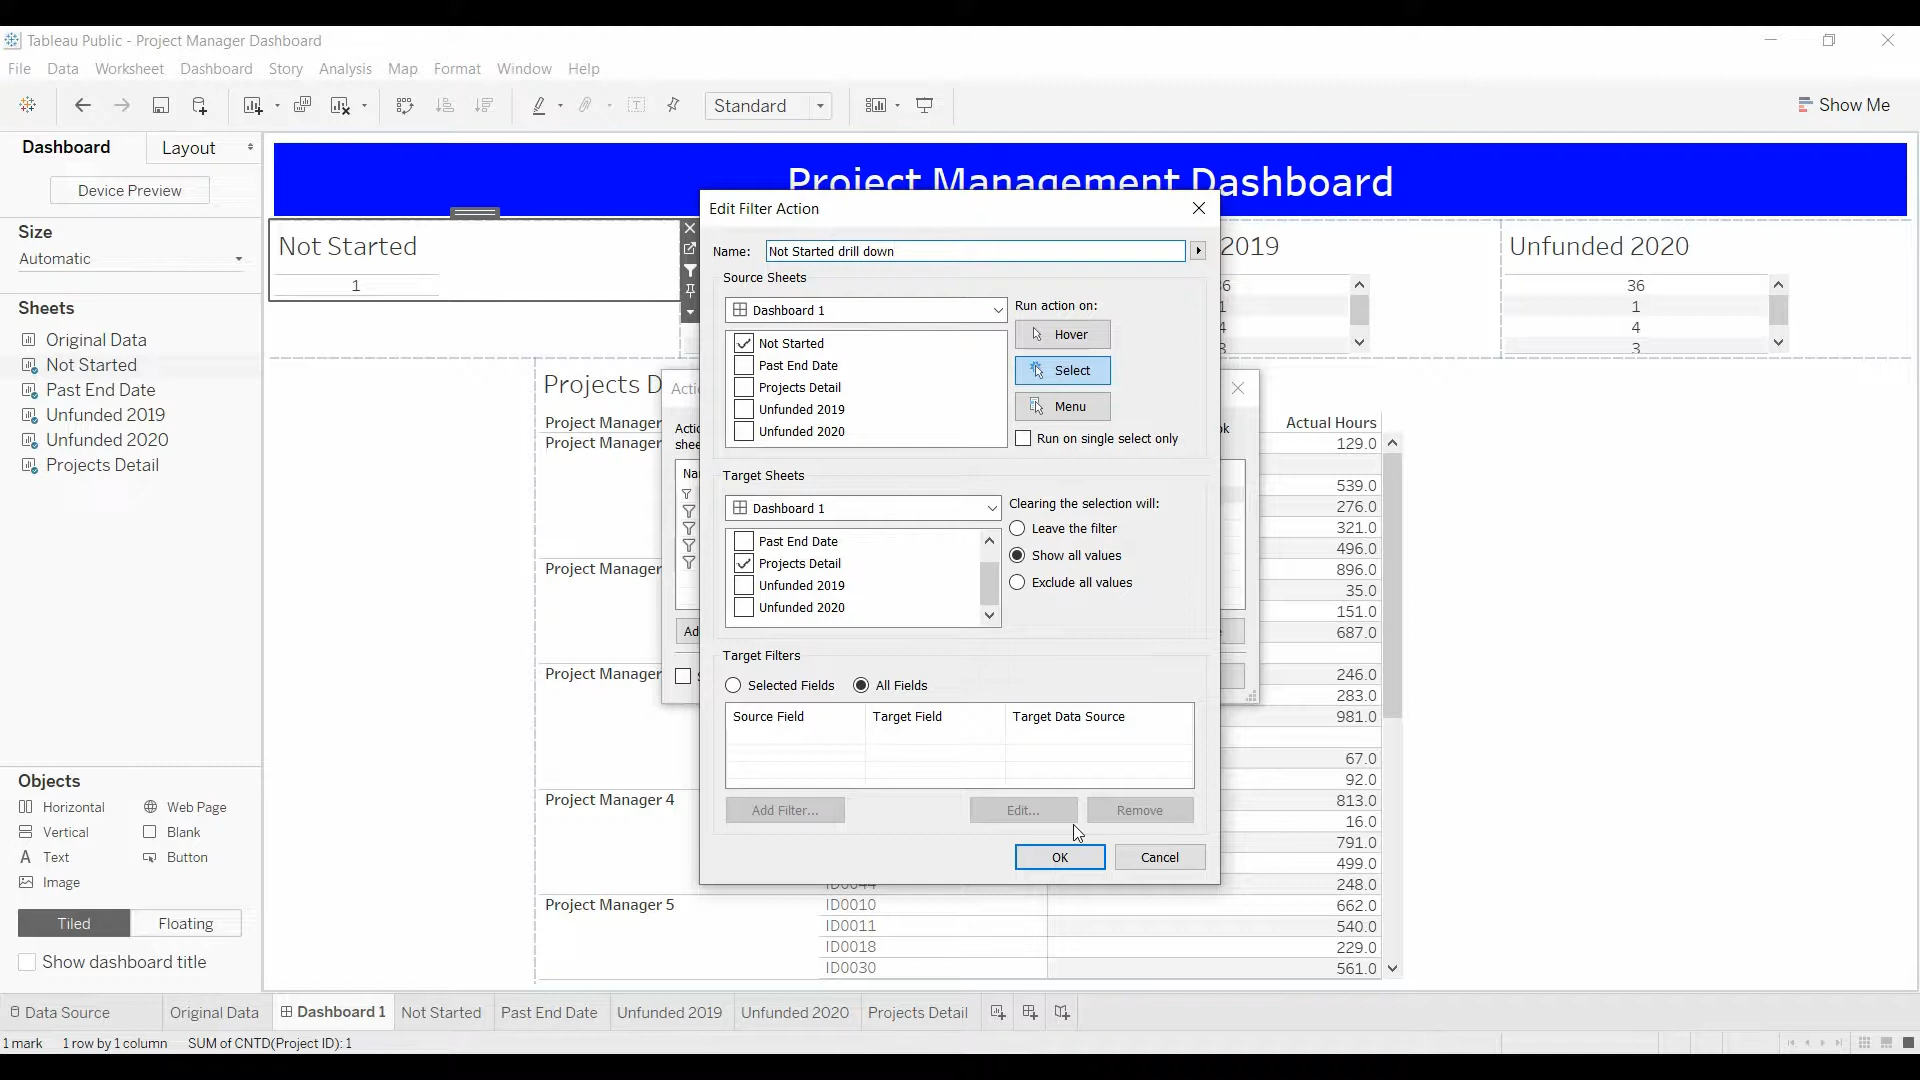 Tableau Public - Project Manager Dashboard
File Data Worksheet Dashboard Story Analysis Map Format Window Help
Standard
Show Me
Dashboard
Layout
Device Preview
Size
Automatic
Sheets
Original Data
Not Started
Past End Date
Unfunded 2019
Unfunded 2020
Projects Detail
Objects
Horizontal
Web Page
Vertical
Blank
Text
Button
Image
Tiled
Floating
Show dashboard title
Project Management Dashboard
Not Started
1
2019
1
4
Unfunded 2020
36
1
4
3
Projects D
Project Manager
Project Manager
Project Manager
Project Manager
Project Manager 4
Project Manager 5
ID0044
ID0010
ID0011
ID0018
ID0030
Actual Hours
129.0
539.0
276.0
321.0
496.0
896.0
35.0
151.0
687.0
246.0
283.0
981.0
67.0
92.0
813.0
16.0
791.0
499.0
248.0
662.0
540.0
229.0
561.0
Edit Filter Action
Name: Not Started drill down
Source Sheets
Dashboard 1
Not Started
Past End Date
Projects Detail
Unfunded 2019
Unfunded 2020
Run action on:
Hover
Select
Menu
Run on single select only
Target Sheets
Dashboard 1
Past End Date
Projects Detail
Unfunded 2019
Unfunded 2020
Clearing the selection will:
Leave the filter
Show all values
Exclude all values
Target Filters
Selected Fields All Fields
Source Field Target Field Target Data Source
Add Filter... Edit... Remove
OK Cancel
Data Source Original Data Dashboard 1 Not Started Past End Date Unfunded 2019 Unfunded 2020 Projects Detail
1 mark 1 row by 1 column SUM of CNTD(Project ID): 1